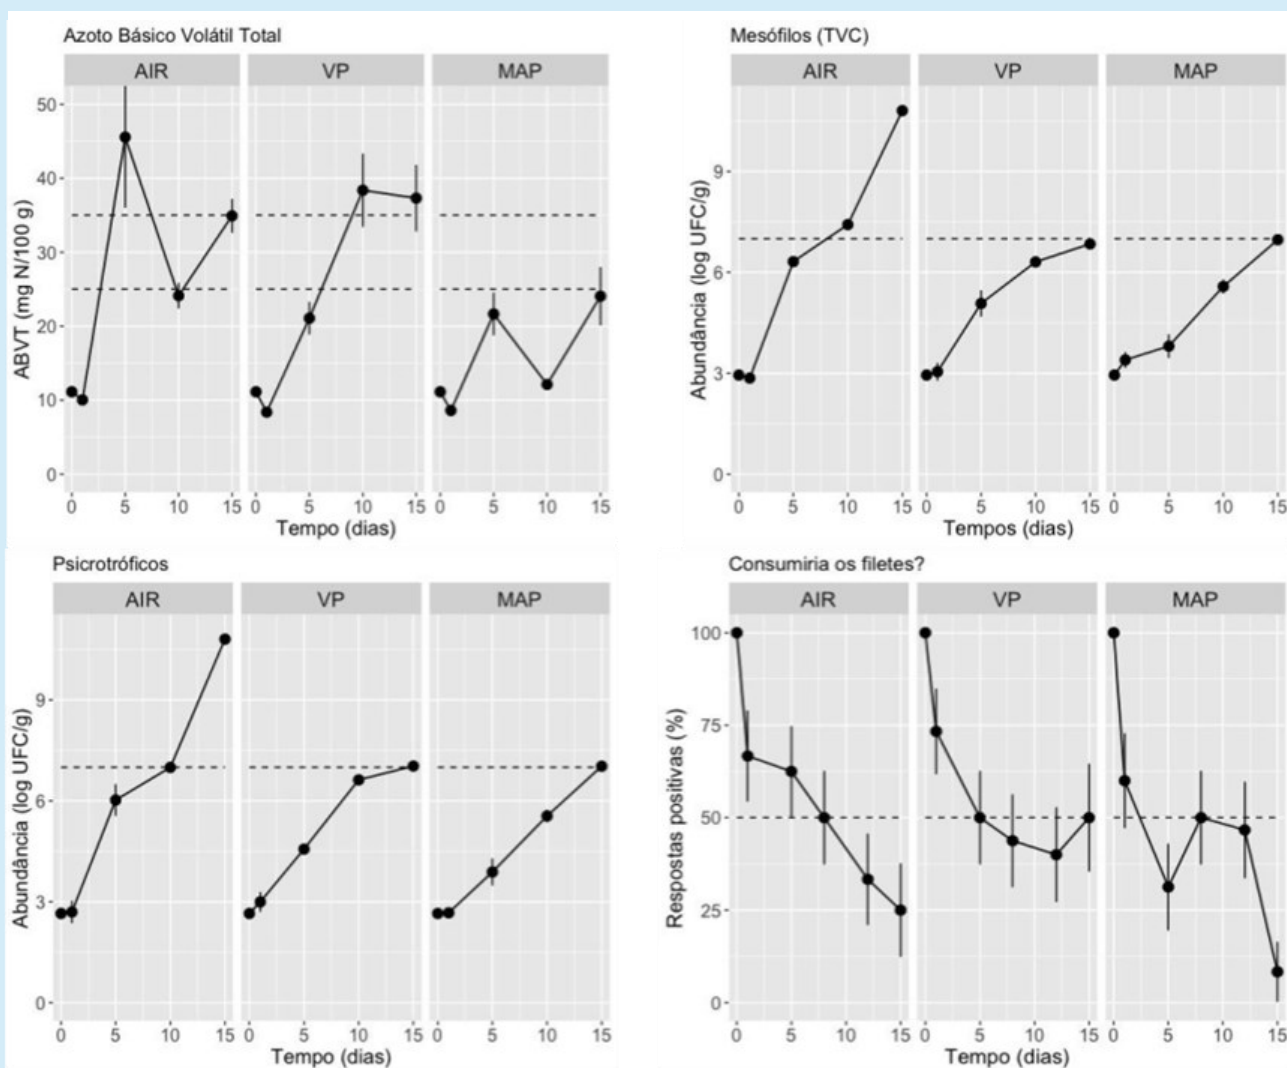 Azoto Básico Volátil Total
AIR VP MAP
ABVT (mg N/100 g)
50
40
30
20
10
0
0 5 10 15 0 5 10 15 0 5 10 15
Tempo (dias)
Mesófilos (TVC)
AIR VP MAP
Abundância (log UFC/g)
9
6
3
0
0 5 10 15 0 5 10 15 0 5 10 15
Tempos (dias)
Psicrotróficos
AIR VP MAP
Abundância (log UFC/g)
9
6
3
0
0 5 10 15 0 5 10 15 0 5 10 15
Tempo (dias)
Consumiria os filetes?
AIR VP MAP
Respostas positivas (%)
100
75
50
25
0
0 5 10 15 0 5 10 15 0 5 10 15
Tempo (dias)